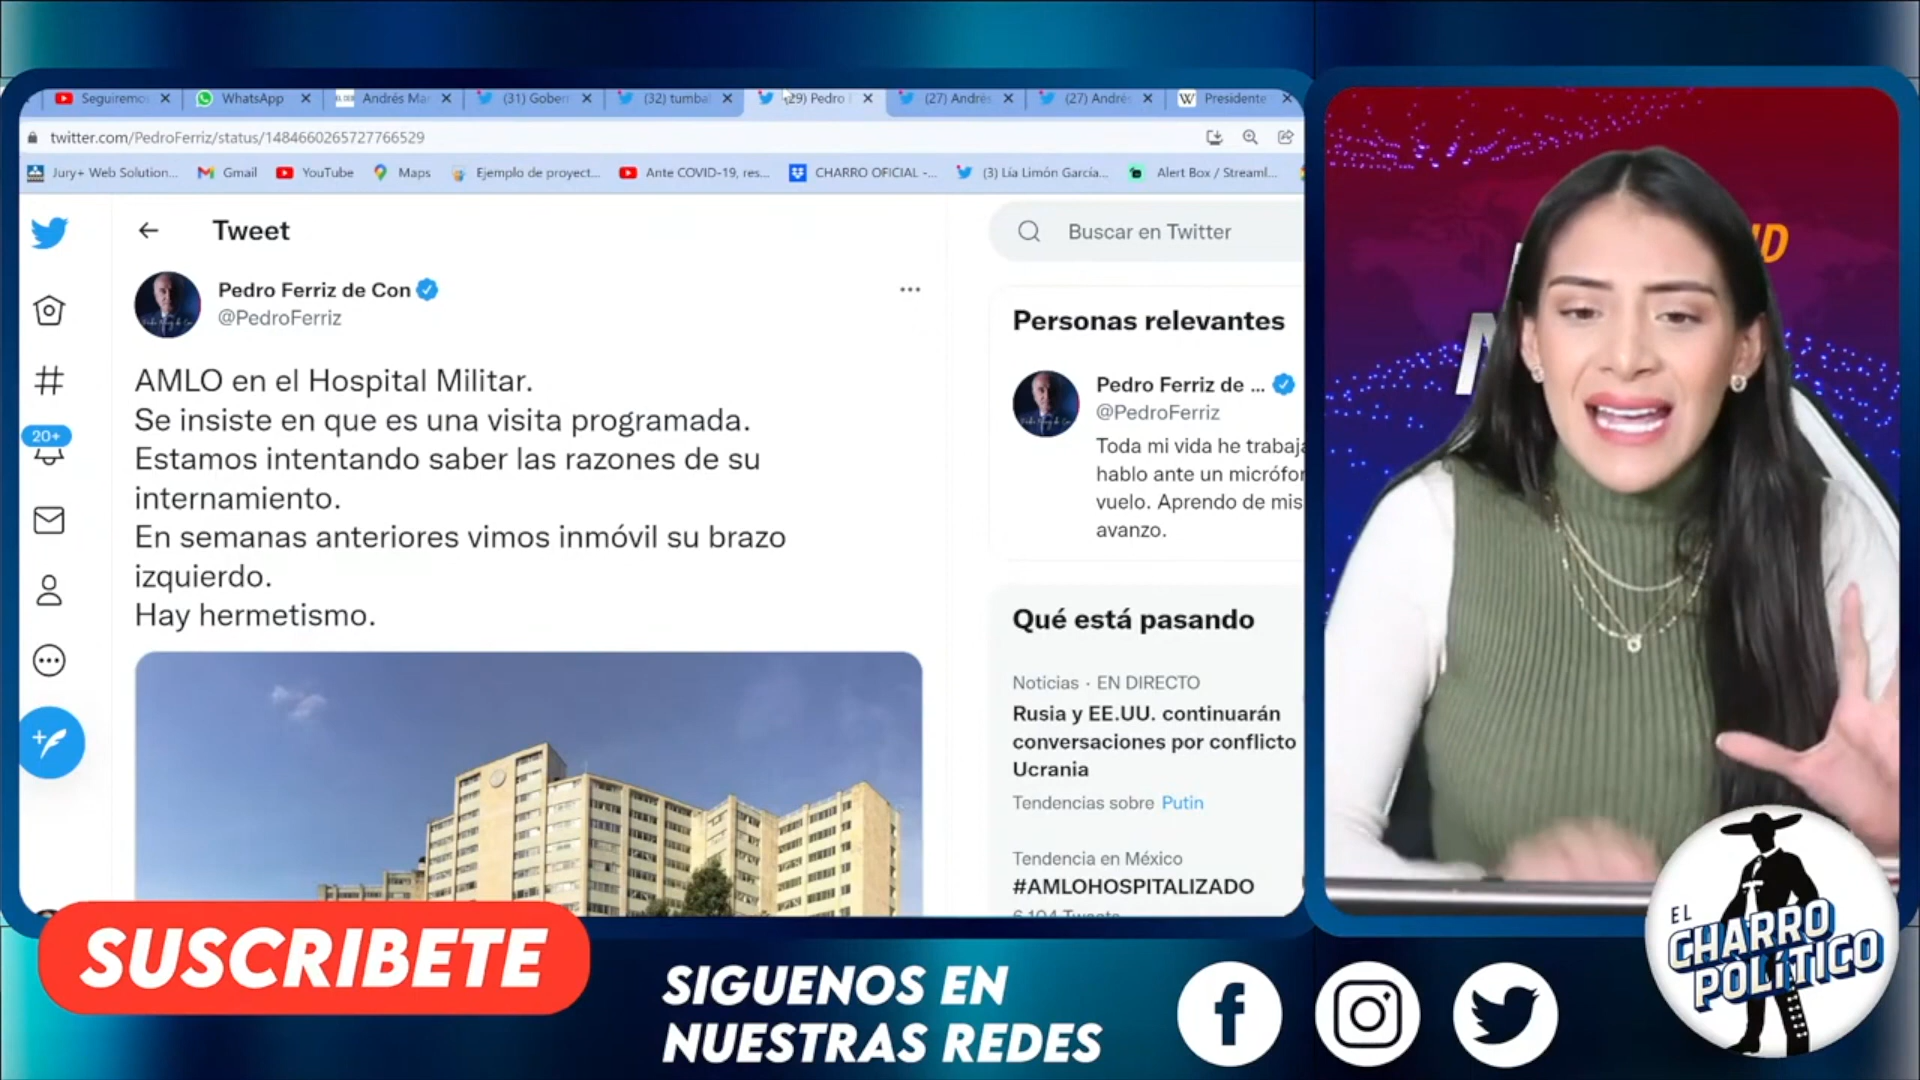 Seguiremos
WhatsApp
Andrés Ma
(31) Gober
(32) tumba
(29) Pedro
(27) Andrés
(27) Andrés
Presidente
twitter.com/PedroFerriz/status/1484660265727766529
Jury+ Web Solution...
Gmail
YouTube
Maps
Ejemplo de proyect...
Ante COVID-19, res...
CHARRO OFICIAL -...
(3) Lía Limón García...
Alert Box / Streaml...
Tweet
Pedro Ferriz de Con
@PedroFerriz
AMLO en el Hospital Militar.
Se insiste en que es una visita programada.
Estamos intentando saber las razones de su
internamiento.
En semanas anteriores vimos inmóvil su brazo
izquierdo.
Hay hermetismo.
20+
Buscar en Twitter
Personas relevantes
Pedro Ferriz de ...
@PedroFerriz
Toda mi vida he trabaja
hablo ante un micrófor
vuelo. Aprendo de mis
avanzo.
Qué está pasando
Noticias · EN DIRECTO
Rusia y EE.UU. continuarán
conversaciones por conflicto
Ucrania
Tendencias sobre Putin
Tendencia en México
#AMLOHOSPITALIZADO
6,104 Tweets
SUSCRIBETE
SIGUENOS EN
NUESTRAS REDES
EL
CHARRO
POLÍTICO